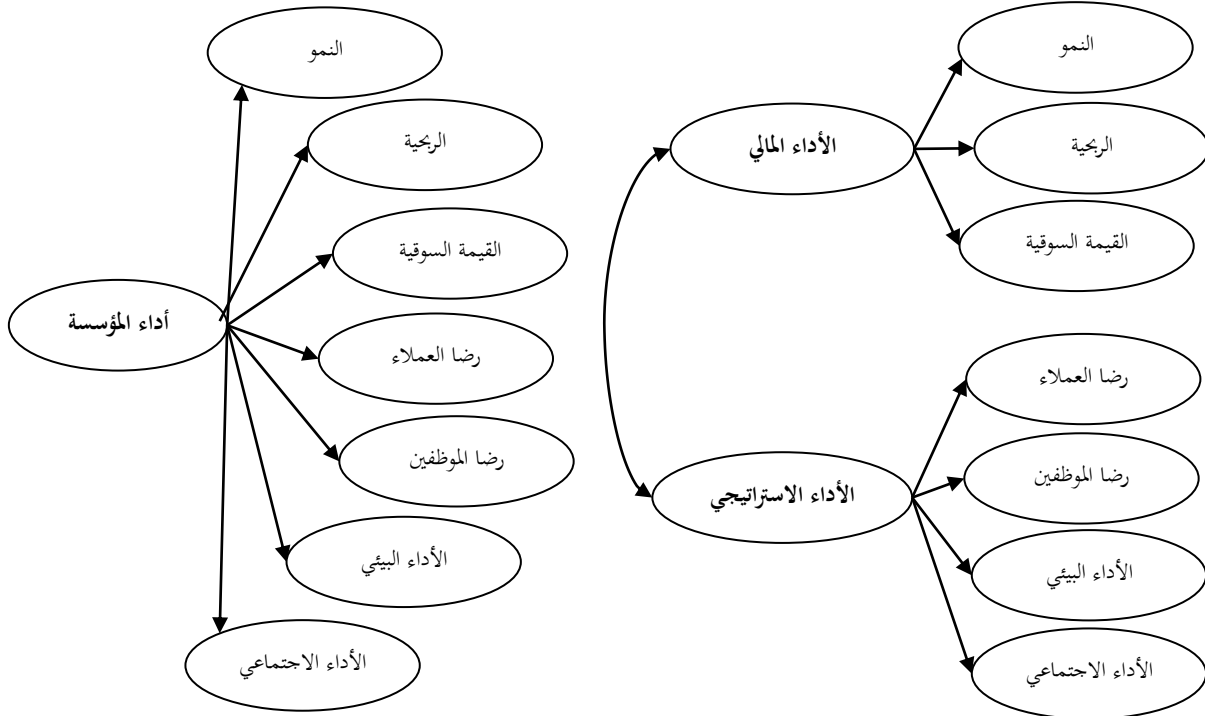 النمو
الربحية
القيمة السوقية
أداء المؤسسة
رضا العملاء
رضا الموظفين
الأداء البيئي
الأداء الاجتماعي
النمو
الأداء المالي
الربحية
القيمة السوقية
رضا العملاء
رضا الموظفين
الأداء الاستراتيجي
الأداء البيئي
الأداء الاجتماعي